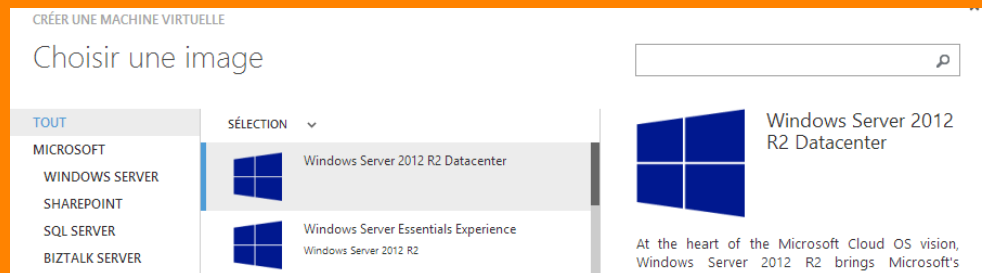 CRÉER UNE MACHINE VIRTUELLE
Choisir une image
TOUT
MICROSOFT
WINDOWS SERVER
SHAREPOINT
SQL SERVER
BIZTALK SERVER
SÉLECTION
Windows Server 2012 R2 Datacenter
Windows Server Essentials Experience
Windows Server 2012 R2
Windows Server 2012
R2 Datacenter
At the heart of the Microsoft Cloud OS vision,
Windows Server 2012 R2 brings Microsoft's